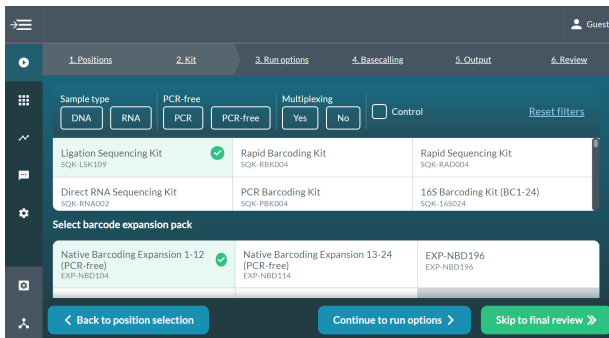 Guest
1. Positions
2. Kit
3. Run options
4. Basecalling
5. Output
6. Review
Sample type
PCR-free
Multiplexing
DNA
RNA
PCR
PCR-free
Yes
No
Control
Reset filters
Ligation Sequencing Kit
SQK-LSK109
Rapid Barcoding Kit
SQK-RBK004
Rapid Sequencing Kit
SQK-RAD004
Direct RNA Sequencing Kit
SQK-RNA002
PCR Barcoding Kit
SQK-PBK004
16S Barcoding Kit (BC1-24)
SQK-16S024
Select barcode expansion pack
Native Barcoding Expansion 1-12
(PCR-free)
EXP-NBD104
Native Barcoding Expansion 13-24
(PCR-free)
EXP-NBD114
EXP-NBD196
EXP-NBD196
Back to position selection
Continue to run options
Skip to final review